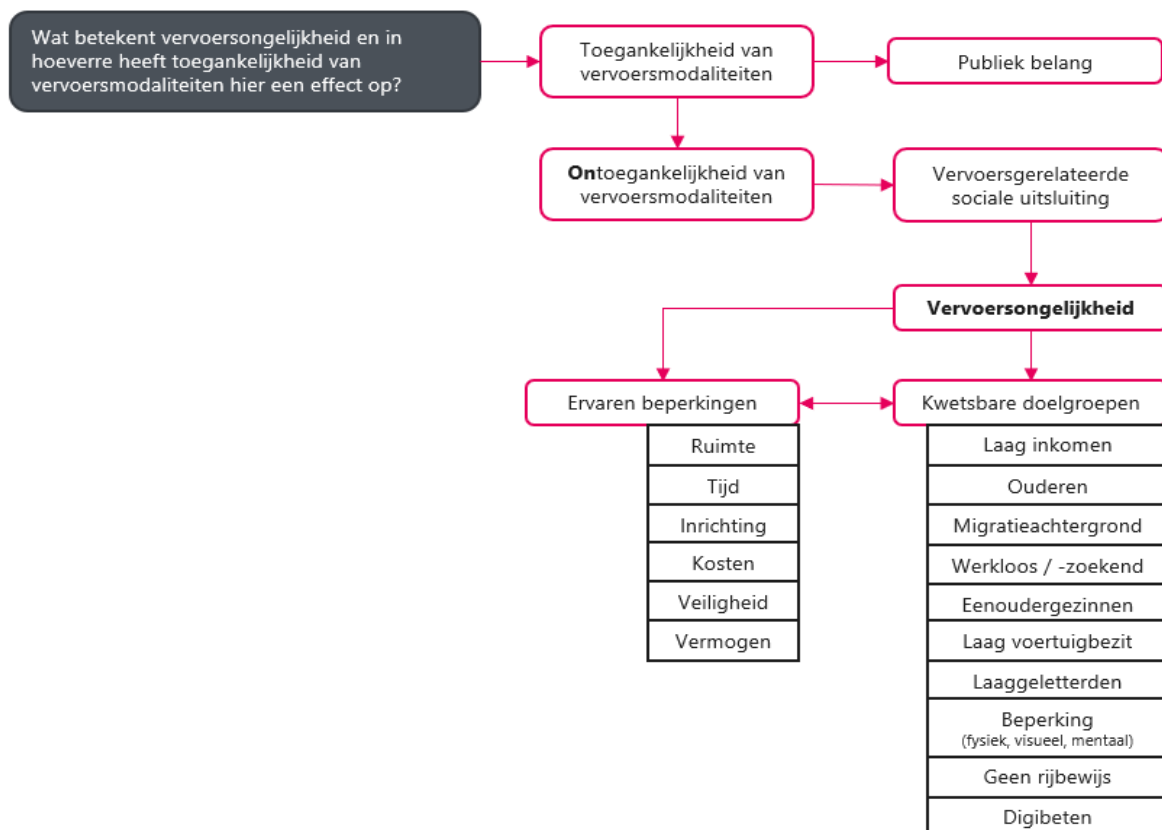 Wat betekent vervoersongelijkheid en in
hoeverre heeft toegankelijkheid van
vervoersmodaliteiten hier een effect op?
Toegankelijkheid van
vervoersmodaliteiten
Publiek belang
Ontoegankelijkheid van
vervoersmodaliteiten
Vervoersgerelateerde
sociale uitsluiting
Vervoersongelijkheid
Ervaren beperkingen
Ruimte
Tijd
Inrichting
Kosten
Veiligheid
Vermogen
Kwetsbare doelgroepen
Laag inkomen
Ouderen
Migratieachtergrond
Werkloos / -zoekend
Eenoudergezinnen
Laag voertuigbezit
Laaggeletterden
Beperking
(fysiek, visueel, mentaal)
Geen rijbewijs
Digibeten